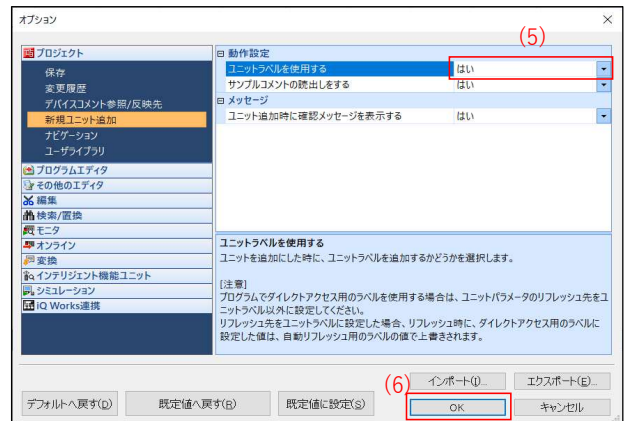 オプション
(5)
プロジェクト
保存
変更履歴
デバイスコメント参照/反映先
新規ユニット追加
ナビゲーション
ユーザライブラリ
プログラムエディタ
その他のエディタ
編集
検索/置換
モニタ
オンライン
変換
インテリジェント機能ユニット
シミュレーション
iQ Works連携
動作設定
ユニットラベルを使用する はい
サンプルコメントの読出しをする はい
メッセージ
ユニット追加時に確認メッセージを表示する はい
ユニットラベルを使用する
ユニットを追加にした時に、ユニットラベルを追加するかどうかを選択します。
[注意]
プログラムでダイレクトアクセス用のラベルを使用する場合は、ユニットパラメータのリフレッシュ先をユ
ニットラベル以外に設定してください。
リフレッシュ先をユニットラベルに設定した場合、リフレッシュ時に、ダイレクトアクセス用のラベルに
設定した値は、自動リフレッシュ用のラベルの値で上書きされます。
(6)
インポート(I)... エクスポート(E)...
デフォルトへ戻す(D) 既定値へ戻す(R) 既定値に設定(S) OK キャンセル